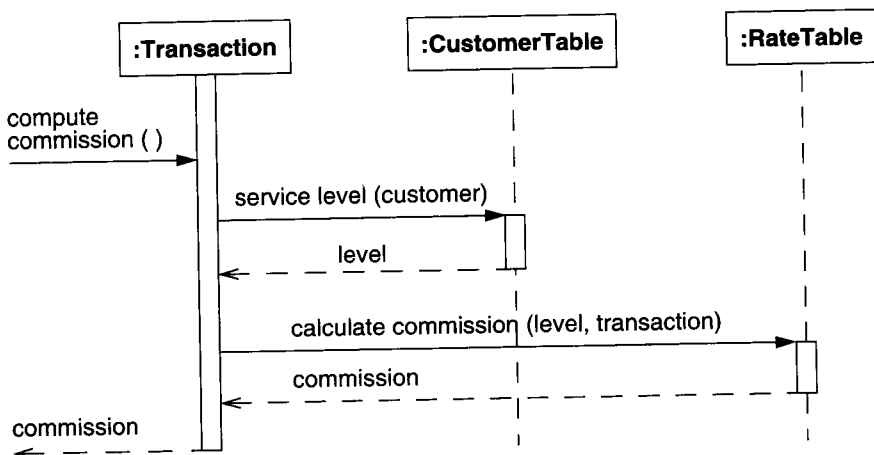 :Transaction
:CustomerTable
:RateTable
compute
commission ( )
service level (customer)
level
calculate commission (level, transaction)
commission
commission